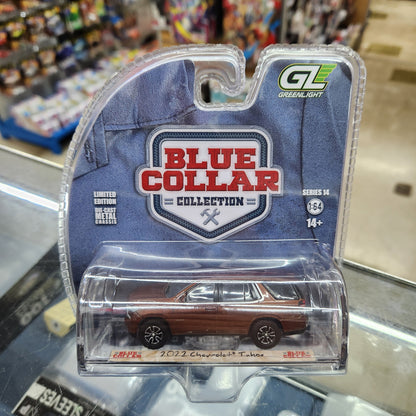 GL
GREENLIGHT
BLUE
COLLAR
COLLECTION
LIMITED
EDITION
DIE-CAST
METAL
CHASSIS
SERIES 14
1:64
14+
2022 Chevrolet® Tahoe